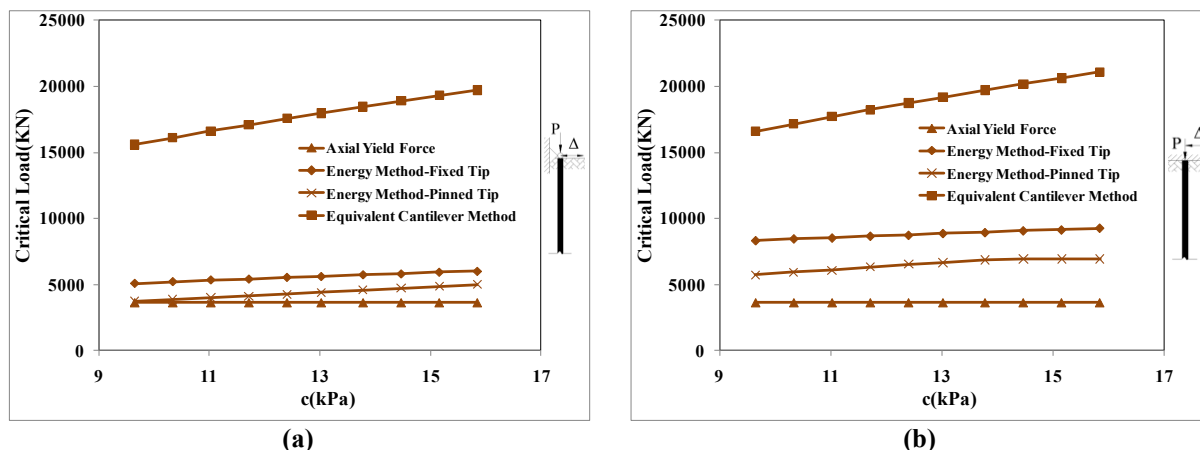 25000
20000
15000
10000
5000
0
Critical Load(KN)
Axial Yield Force
Energy Method-Fixed Tip
Energy Method-Pinned Tip
Equivalent Cantilever Method
9 11 13 15 17
c(kPa)
P
Δ
(a)
25000
20000
15000
10000
5000
0
Critical Load(KN)
Axial Yield Force
Energy Method-Fixed Tip
Energy Method-Pinned Tip
Equivalent Cantilever Method
9 11 13 15 17
c(kPa)
Δ
P
(b)